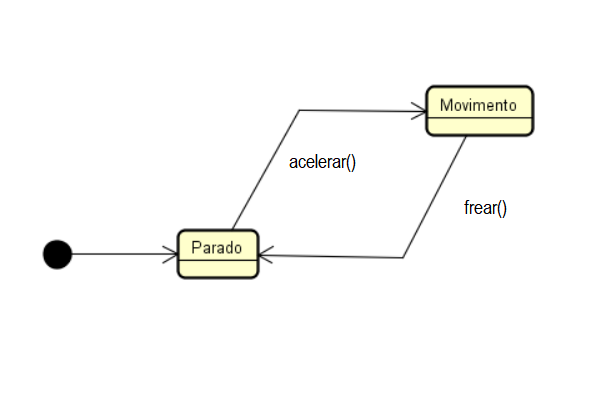 Movimento
acelerar()
frear()
Parado